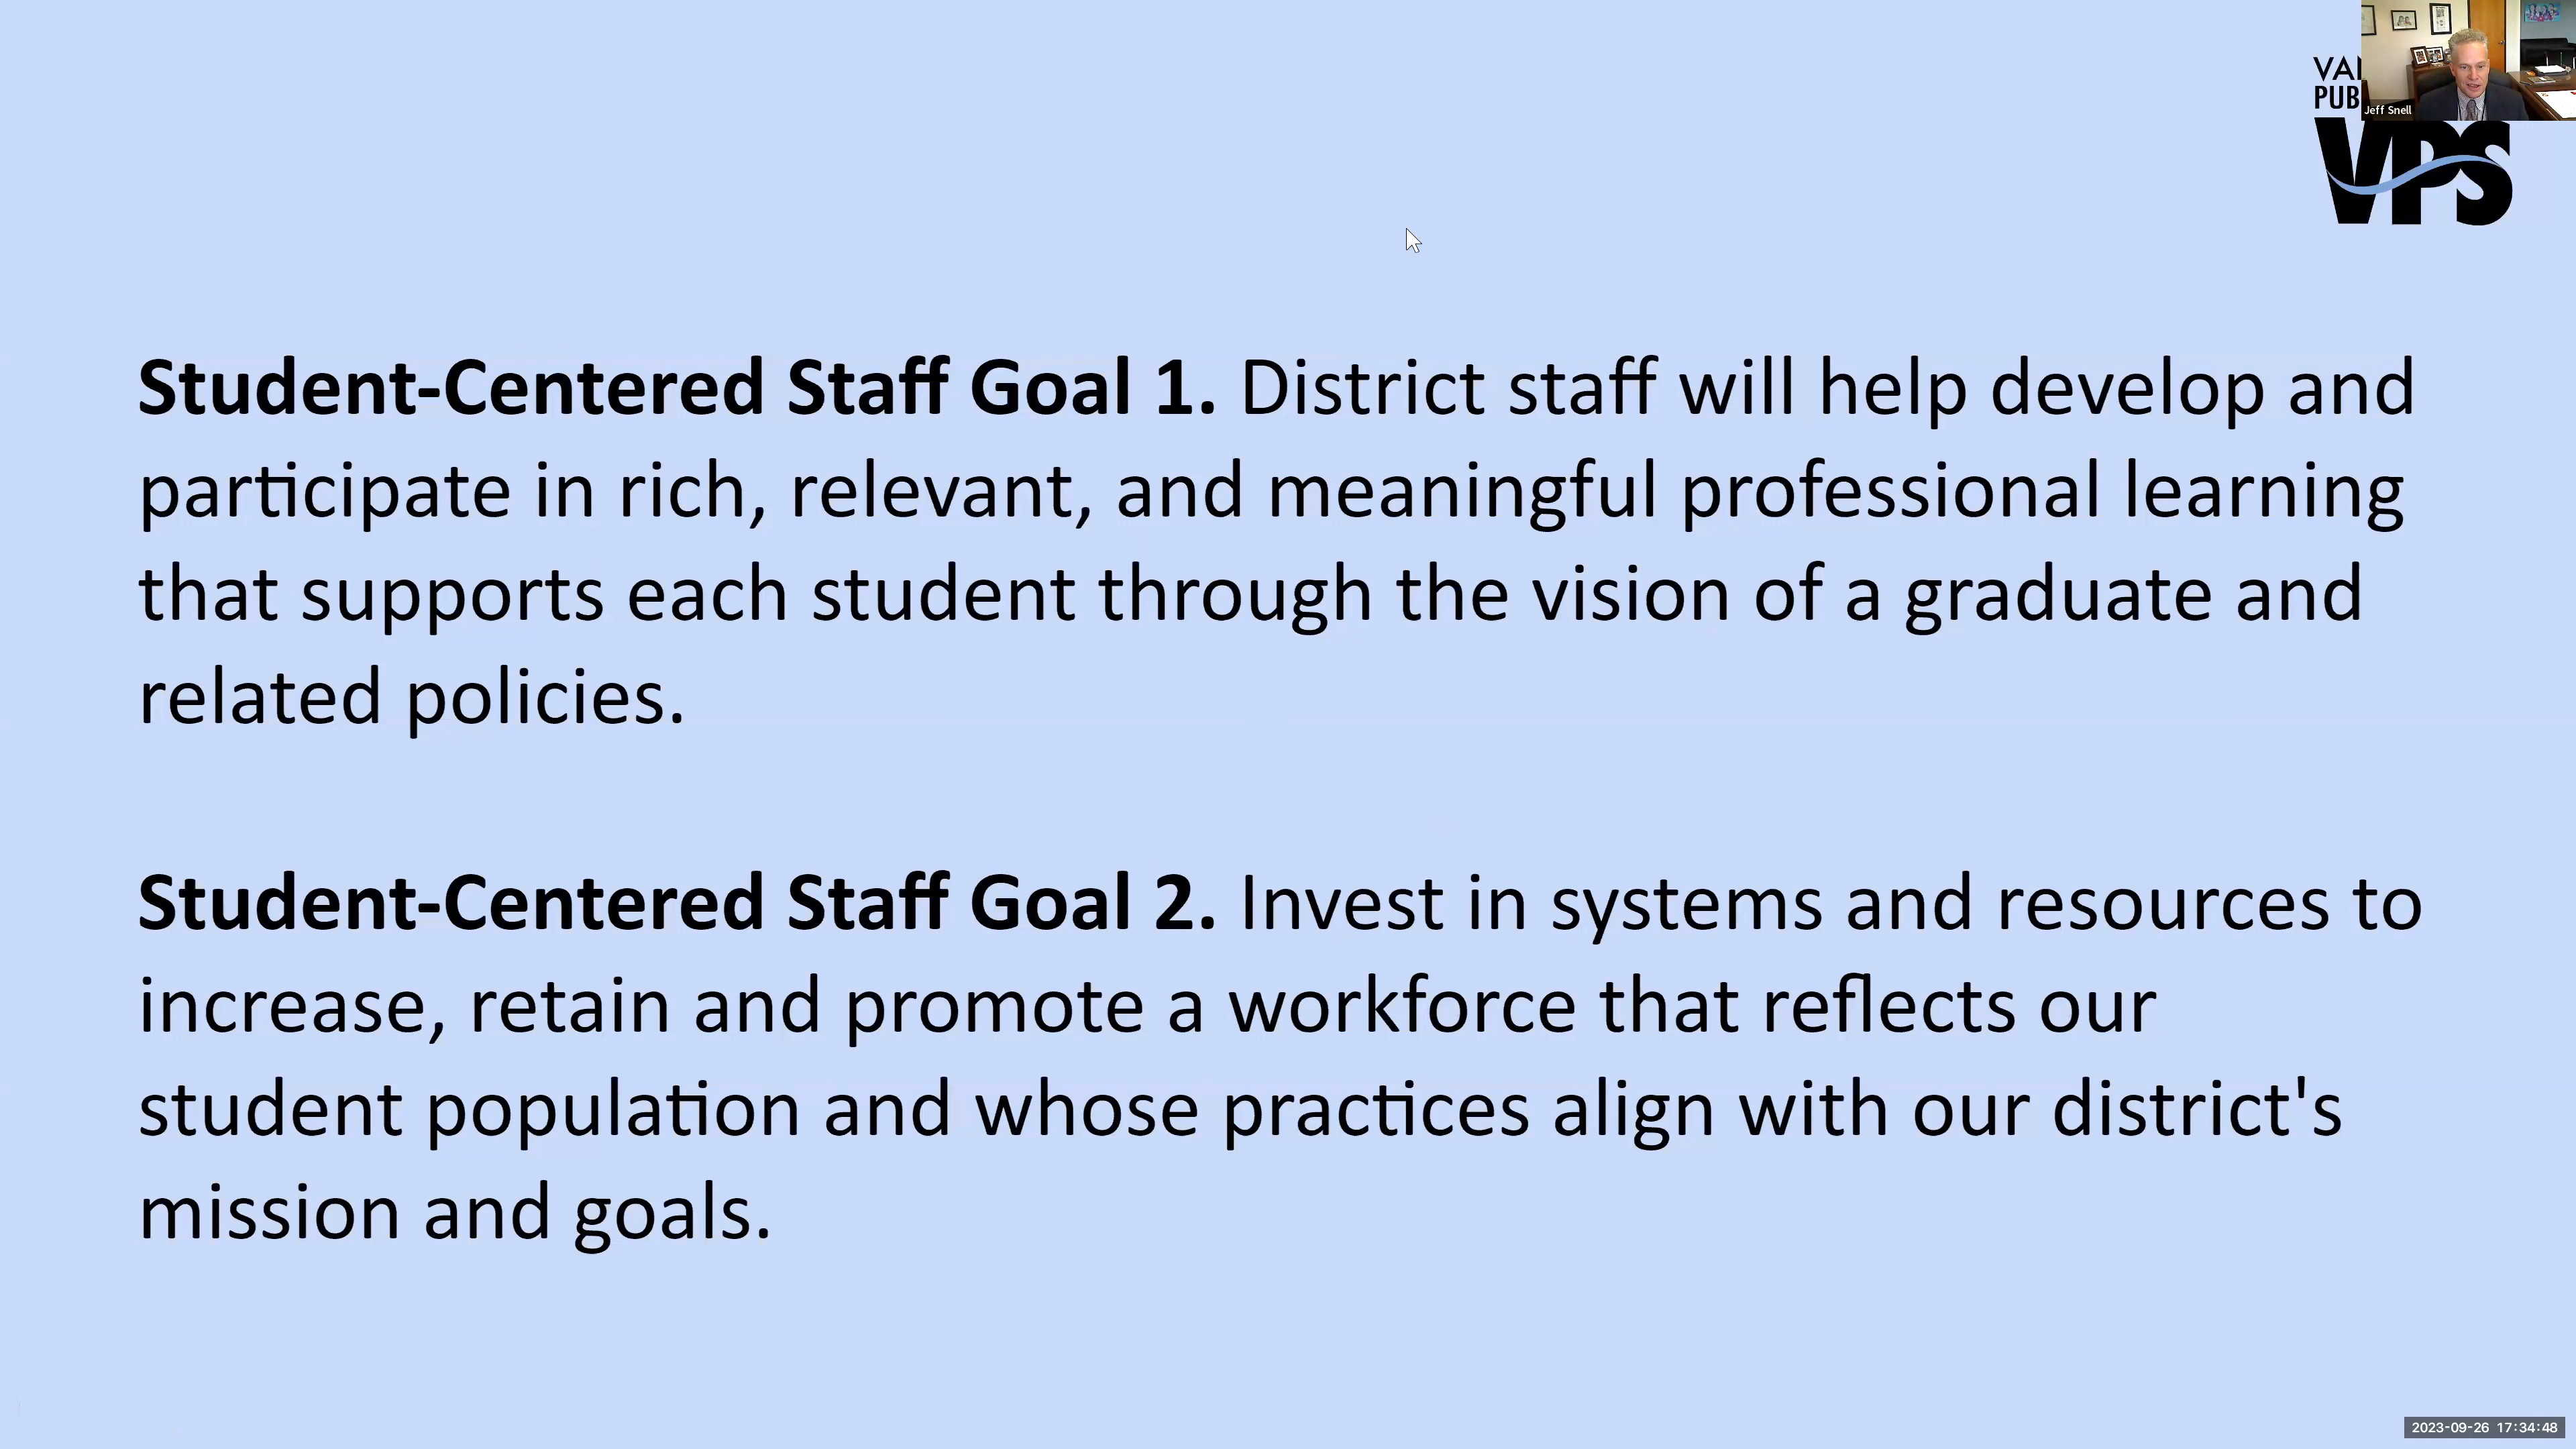 VA
PUB
Jeff Snell
VPS
Student-Centered Staff Goal 1. District staff will help develop and
participate in rich, relevant, and meaningful professional learning
that supports each student through the vision of a graduate and
related policies.
Student-Centered Staff Goal 2. Invest in systems and resources to
increase, retain and promote a workforce that reflects our
student population and whose practices align with our district's
mission and goals.
2023-09-26 17:34:48